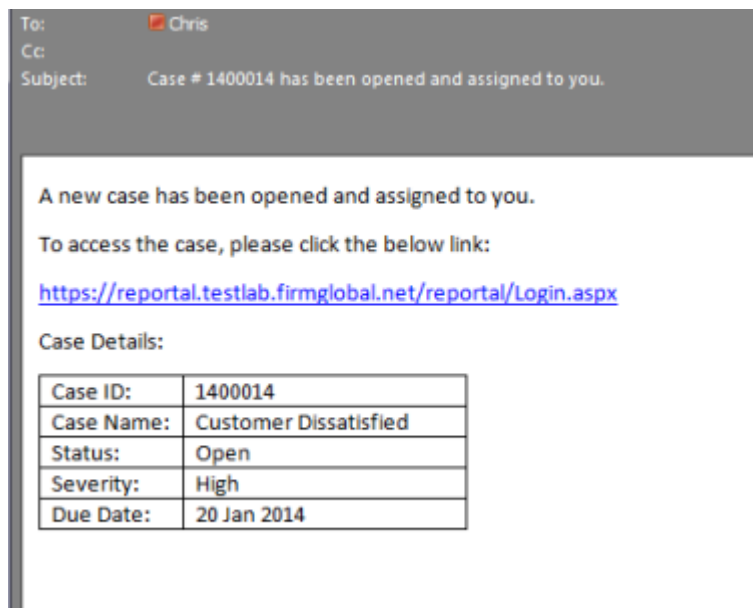 To: Chris
Cc:
Subject: Case # 1400014 has been opened and assigned to you.
A new case has been opened and assigned to you.
To access the case, please click the below link:
https://reportal.testlab.firmglobal.net/reportal/Login.aspx
Case Details:
Case ID: 1400014
Case Name: Customer Dissatisfied
Status: Open
Severity: High
Due Date: 20 Jan 2014